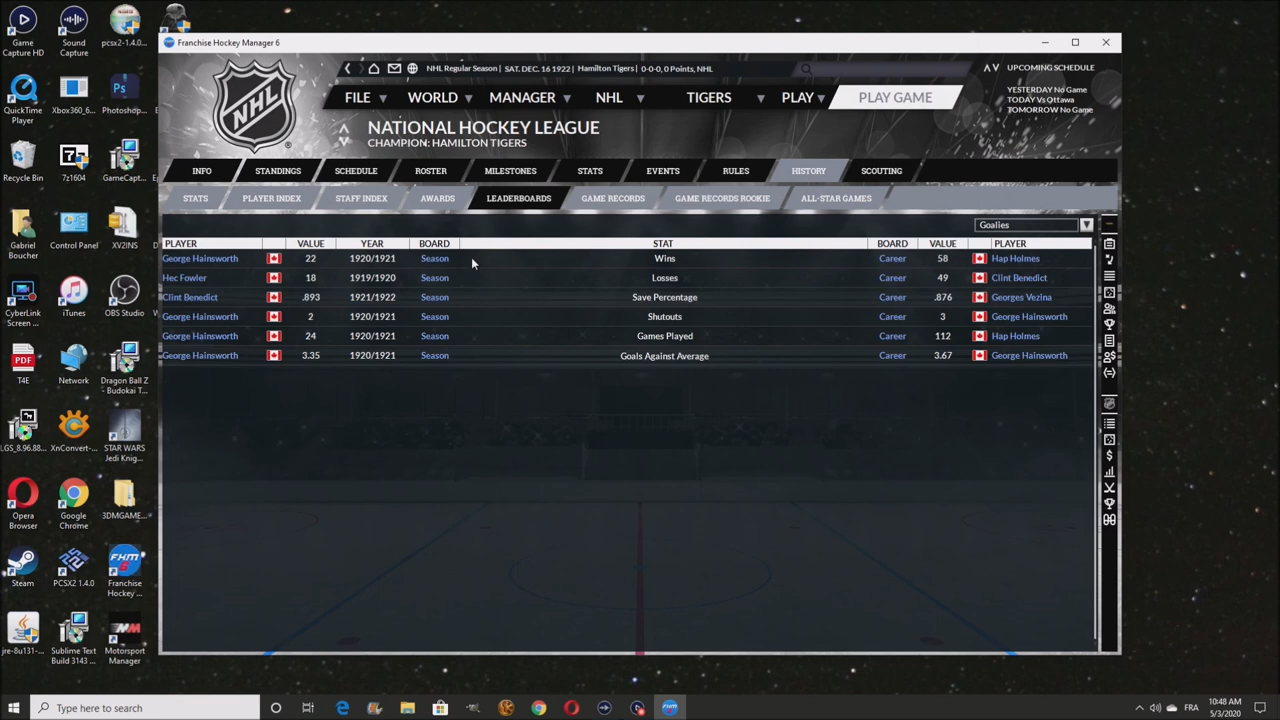 Game
Capture HD
Sound
Capture
pcsx2-1.4.0...
QuickTime
Player
Xbox360_6...
Photoshop...
Recycle Bin
7z1604
GameCapt...
Gabriel
Boucher
Control Panel
XV2INS
CyberLink
Screen ...
iTunes
OBS Studio
T4E
Network
Dragon Ball Z
- Budokai T...
LGS_8.96.88...
XnConvert-...
STAR WARS
Jedi Knig...
Opera
Browser
Google
Chrome
3DMGAME...
Steam
PCSX2 1.4.0
Franchise
Hockey ...
jre-8u131-...
Sublime Text
Build 3143 ...
Motorsport
Manager
Franchise Hockey Manager 6
NHL
NHL Regular Season | SAT. DEC. 16 1922 | Hamilton Tigers | 0-0-0, 0 Points, NHL
UPCOMING SCHEDULE
YESTERDAY No Game
TODAY Vs Ottawa
TOMORROW No Game
FILE WORLD MANAGER NHL TIGERS PLAY PLAY GAME
NATIONAL HOCKEY LEAGUE
CHAMPION: HAMILTON TIGERS
INFO STANDINGS SCHEDULE ROSTER MILESTONES STATS EVENTS RULES HISTORY SCOUTING
STATS PLAYER INDEX STAFF INDEX AWARDS LEADERBOARDS GAME RECORDS GAME RECORDS ROOKIE ALL-STAR GAMES
Goalies
PLAYER VALUE YEAR BOARD STAT BOARD VALUE PLAYER
George Hainsworth 22 1920/1921 Season Wins Career 58 Hap Holmes
Hec Fowler 18 1919/1920 Season Losses Career 49 Clint Benedict
Clint Benedict .893 1921/1922 Season Save Percentage Career .876 Georges Vezina
George Hainsworth 2 1920/1921 Season Shutouts Career 3 George Hainsworth
George Hainsworth 24 1920/1921 Season Games Played Career 112 Hap Holmes
George Hainsworth 3.35 1920/1921 Season Goals Against Average Career 3.67 George Hainsworth
Type here to search
FRA
10:48 AM
5/3/2020